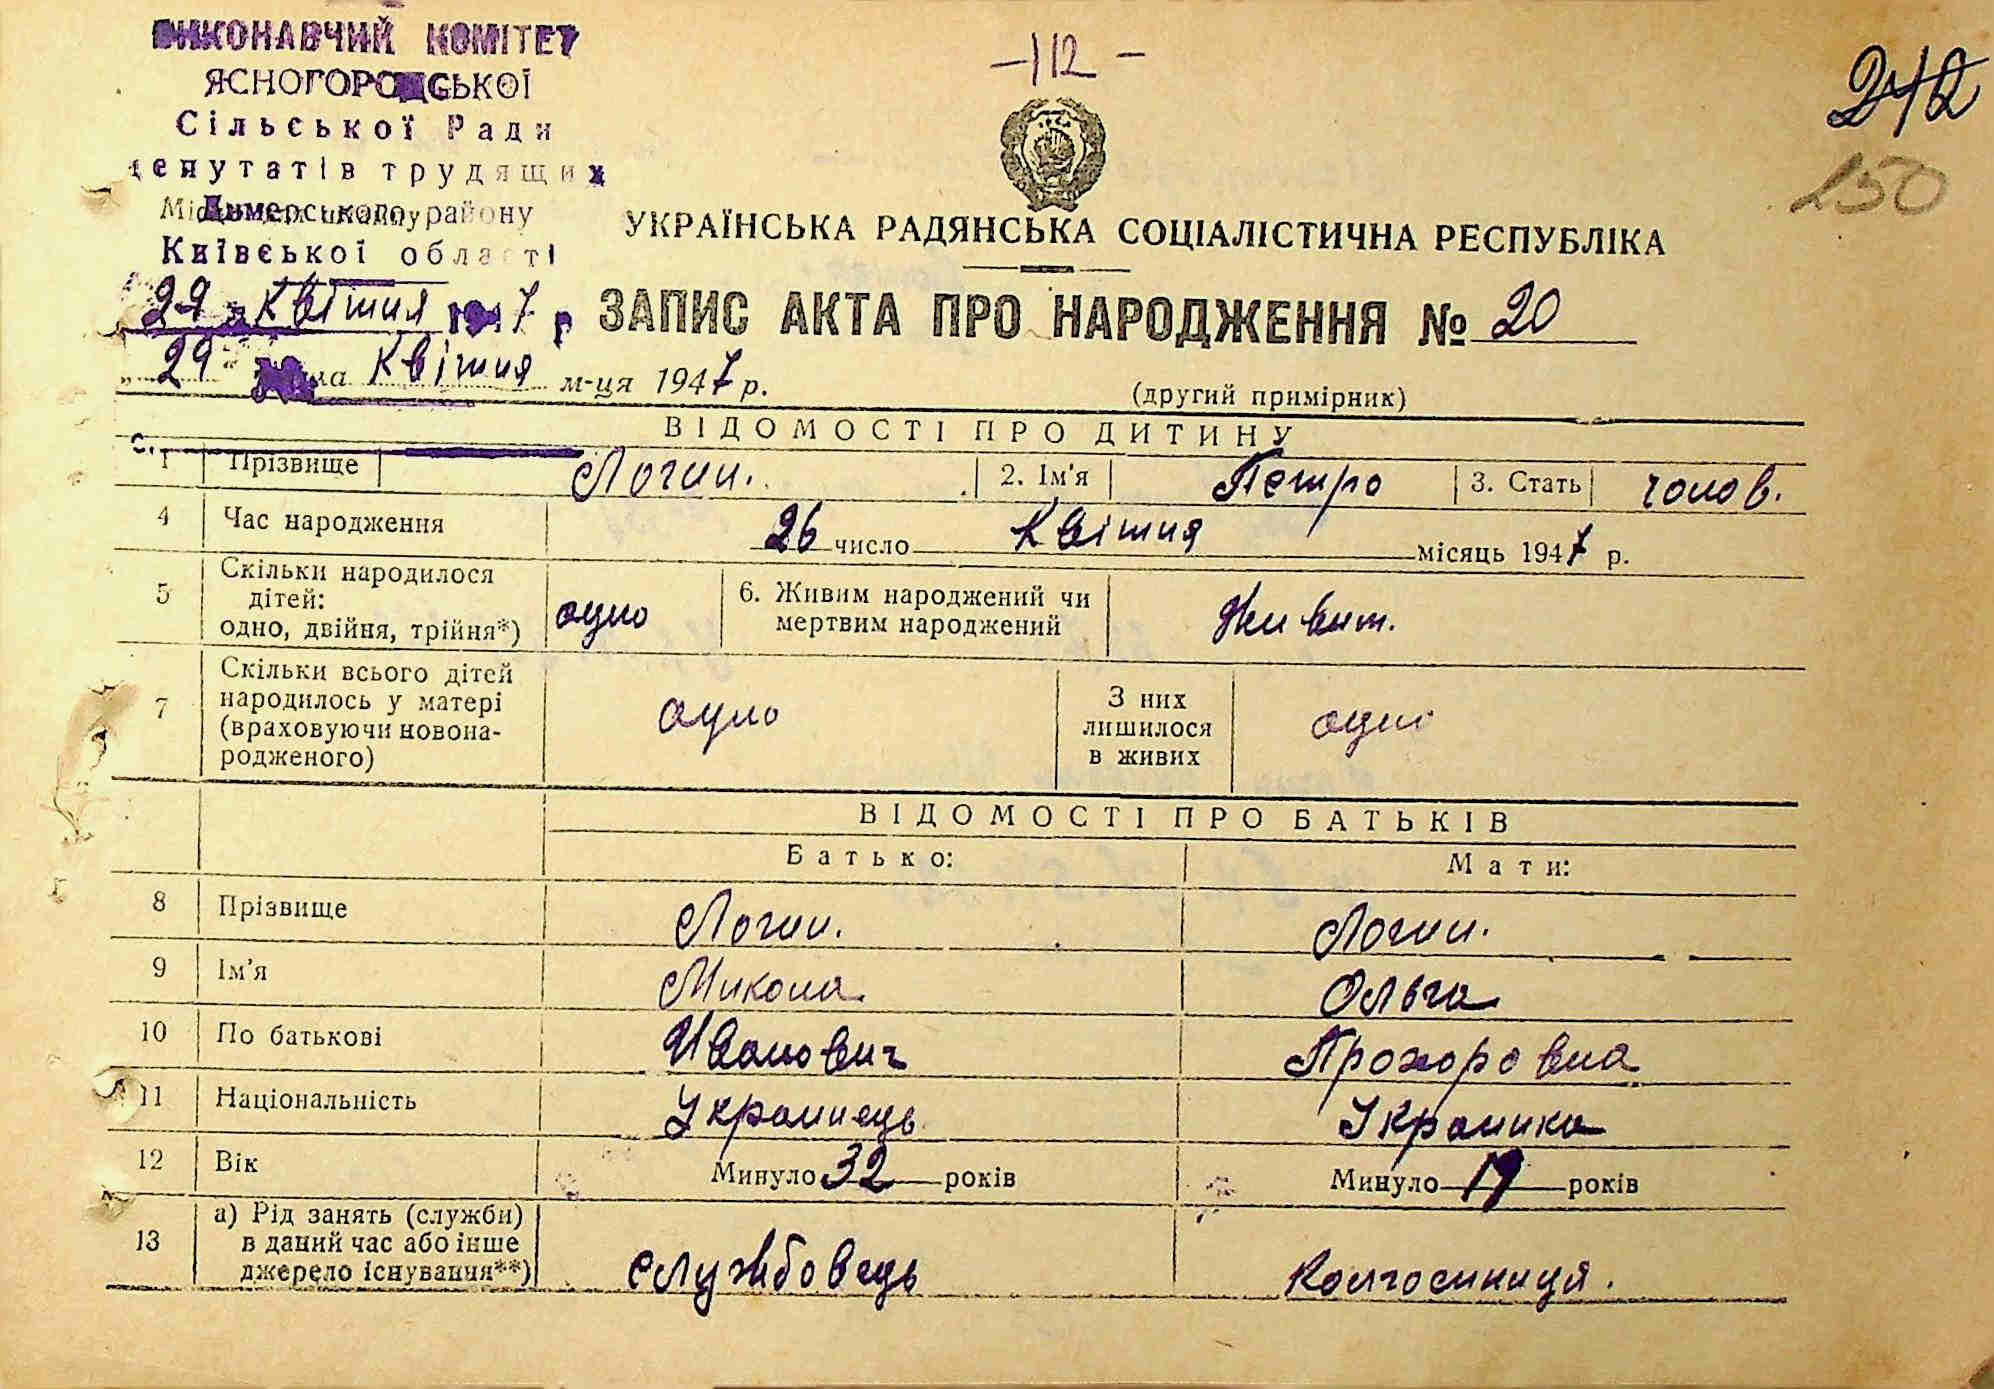 ВИКОНАВЧИЙ КОМІТЕТ
ЯСНОГОРОДСЬКОЇ
Сільської Ради
депутатів трудящих
Димерського району
Київської області
29 квітня 1947 р
-112-
212
250
УКРАЇНСЬКА РАДЯНСЬКА СОЦІАЛІСТИЧНА РЕСПУБЛІКА
ЗАПИС АКТА ПРО НАРОДЖЕННЯ № 20
„29“ квітня м-ця 1947 р.
(другий примірник)
ВІДОМОСТІ ПРО ДИТИНУ
1 Прізвище Логин. 2. Ім'я Петро 3. Стать чолов.
4 Час народження 26 число квітня місяць 1947 р.
5 Скільки народилося дітей: одно, двійня, трійня*) одно 6. Живим народжений чи мертвим народжений Живим.
7 Скільки всього дітей народилось у матері (враховуючи новонародженого) одно З них лишилося в живих одно
ВІДОМОСТІ ПРО БАТЬКІВ
Батько: Мати:
8 Прізвище Логин. Логин.
9 Ім'я Микола Ольга
10 По батькові Иванович Прохоровна
11 Національність Українець Українка
12 Вік Минуло 32 років Минуло 19 років
13 а) Рід занять (служби) в даний час або інше джерело існування**) службовець колгоспниця.